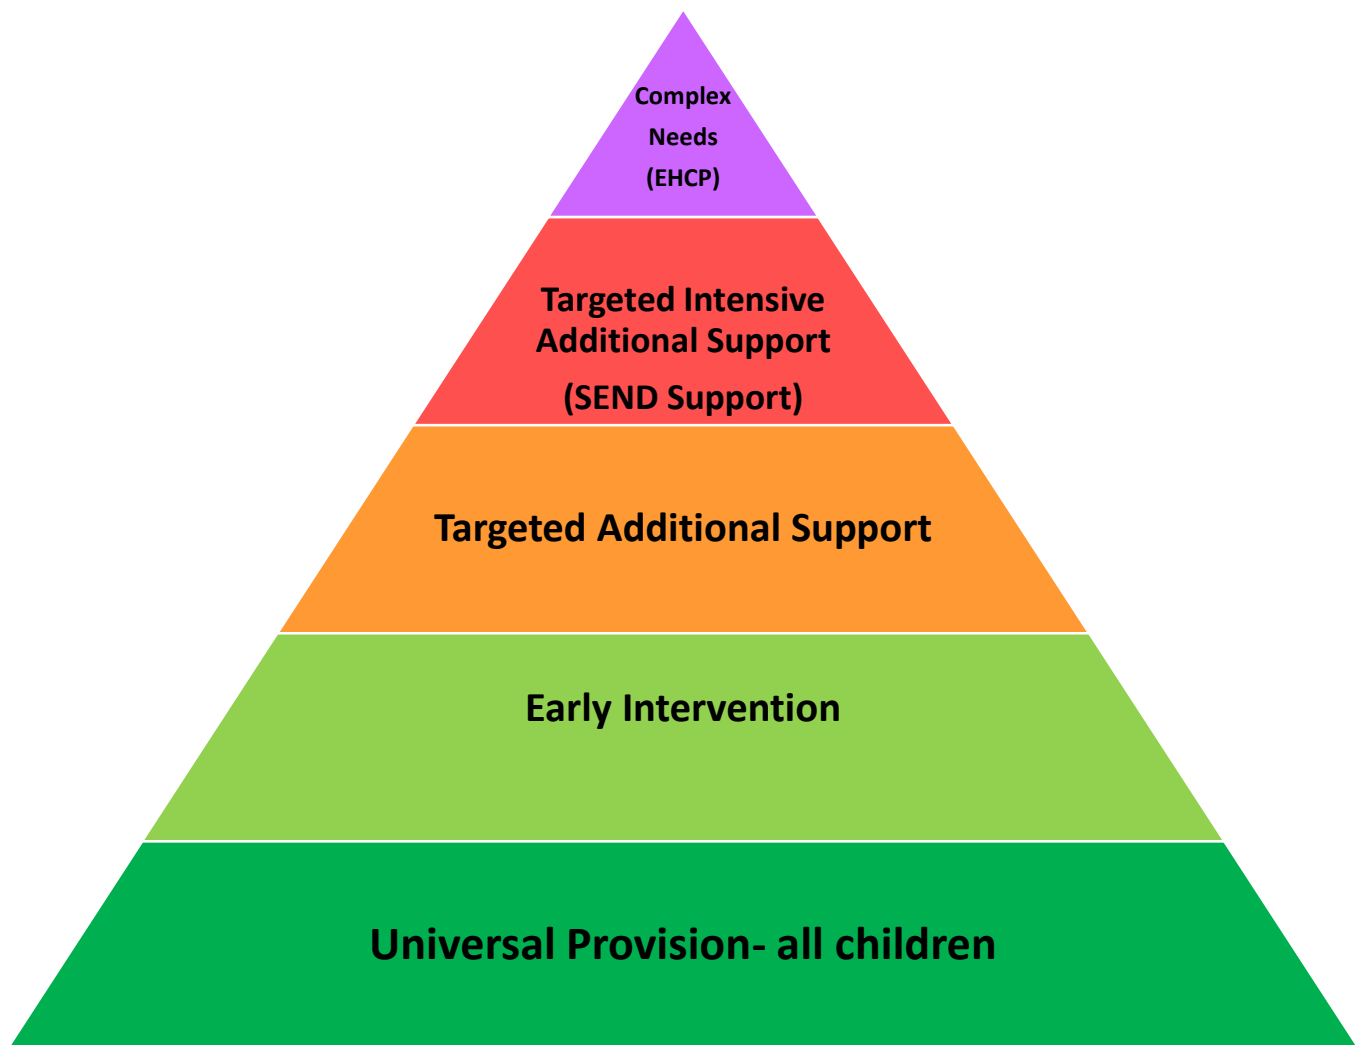 Complex
Needs
(EHCP)
Targeted Intensive
Additional Support
(SEND Support)
Targeted Additional Support
Early Intervention
Universal Provision- all children